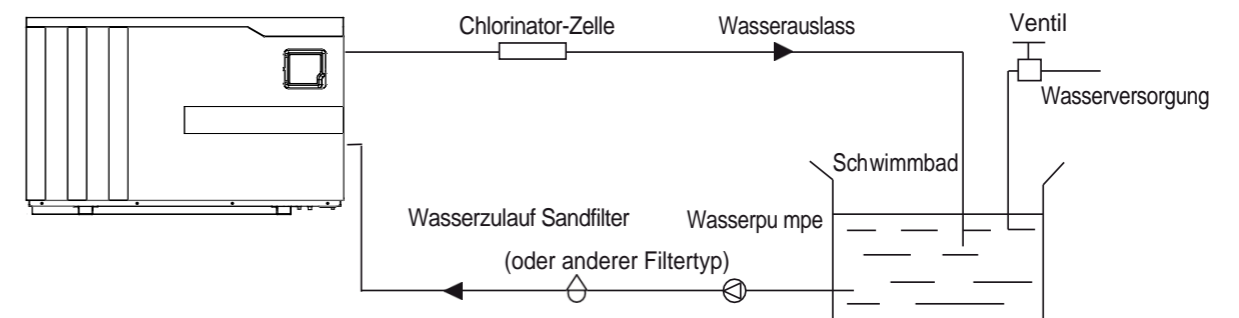 Chlorinator-Zelle
Wasserauslass
Ventil
Wasserversorgung
Schwimmbad
Wasserzulauf Sandfilter
Wasserpu mpe
(oder anderer Filtertyp)